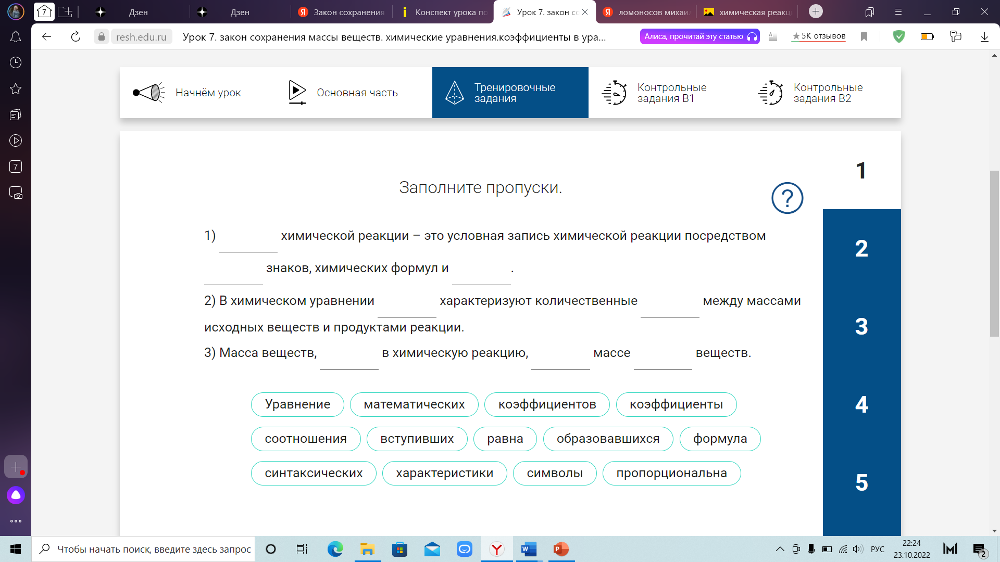 7 Дзен Дзен Закон сохранения Конспект урока по Урок 7. закон со ломоносов михаил химическая реакц
resh.edu.ru Урок 7. закон сохранения массы веществ. химические уравнения.коэффициенты в ура... Алиса, прочитай эту статью 5К отзывов
7
Начнём урок
Основная часть
Тренировочные
задания
Контрольные
задания В1
Контрольные
задания В2
Заполните пропуски.
?
1) химической реакции – это условная запись химической реакции посредством
знаков, химических формул и .
2) В химическом уравнении характеризуют количественные между массами
исходных веществ и продуктами реакции.
3) Масса веществ, в химическую реакцию, массе веществ.
Уравнение математических коэффициентов коэффициенты
соотношения вступивших равна образовавшихся формула
синтаксических характеристики символы пропорциональна
1
2
3
4
5
Чтобы начать поиск, введите здесь запрос
РУС
22:24
23.10.2022
2